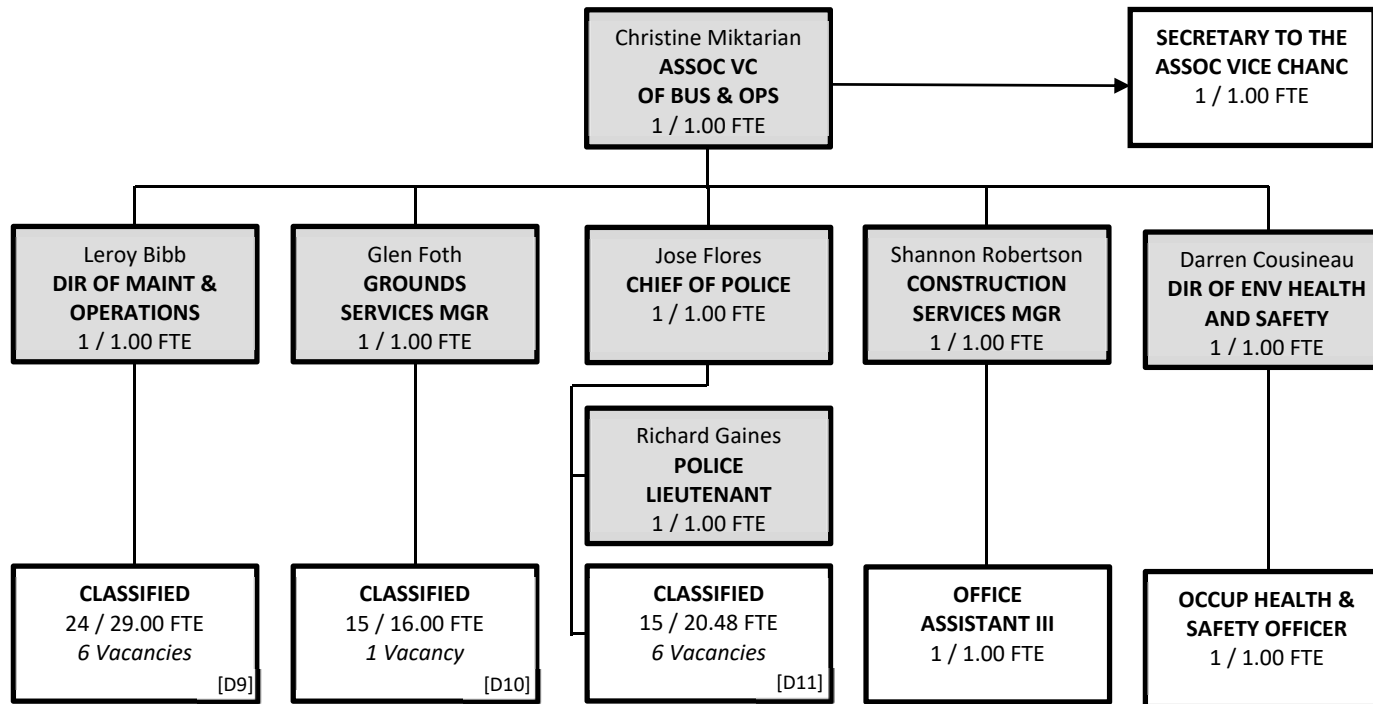 Christine Miktarian
ASSOC VC
OF BUS & OPS
1 / 1.00 FTE
SECRETARY TO THE
ASSOC VICE CHANC
1 / 1.00 FTE
Leroy Bibb
DIR OF MAINT &
OPERATIONS
1 / 1.00 FTE
Glen Foth
GROUNDS
SERVICES MGR
1 / 1.00 FTE
Jose Flores
CHIEF OF POLICE
1 / 1.00 FTE
Shannon Robertson
CONSTRUCTION
SERVICES MGR
1 / 1.00 FTE
Darren Cousineau
DIR OF ENV HEALTH
AND SAFETY
1 / 1.00 FTE
Richard Gaines
POLICE
LIEUTENANT
1 / 1.00 FTE
CLASSIFIED
24 / 29.00 FTE
6 Vacancies
[D9]
CLASSIFIED
15 / 16.00 FTE
1 Vacancy
[D10]
CLASSIFIED
15 / 20.48 FTE
6 Vacancies
[D11]
OFFICE
ASSISTANT III
1 / 1.00 FTE
OCCUP HEALTH &
SAFETY OFFICER
1 / 1.00 FTE